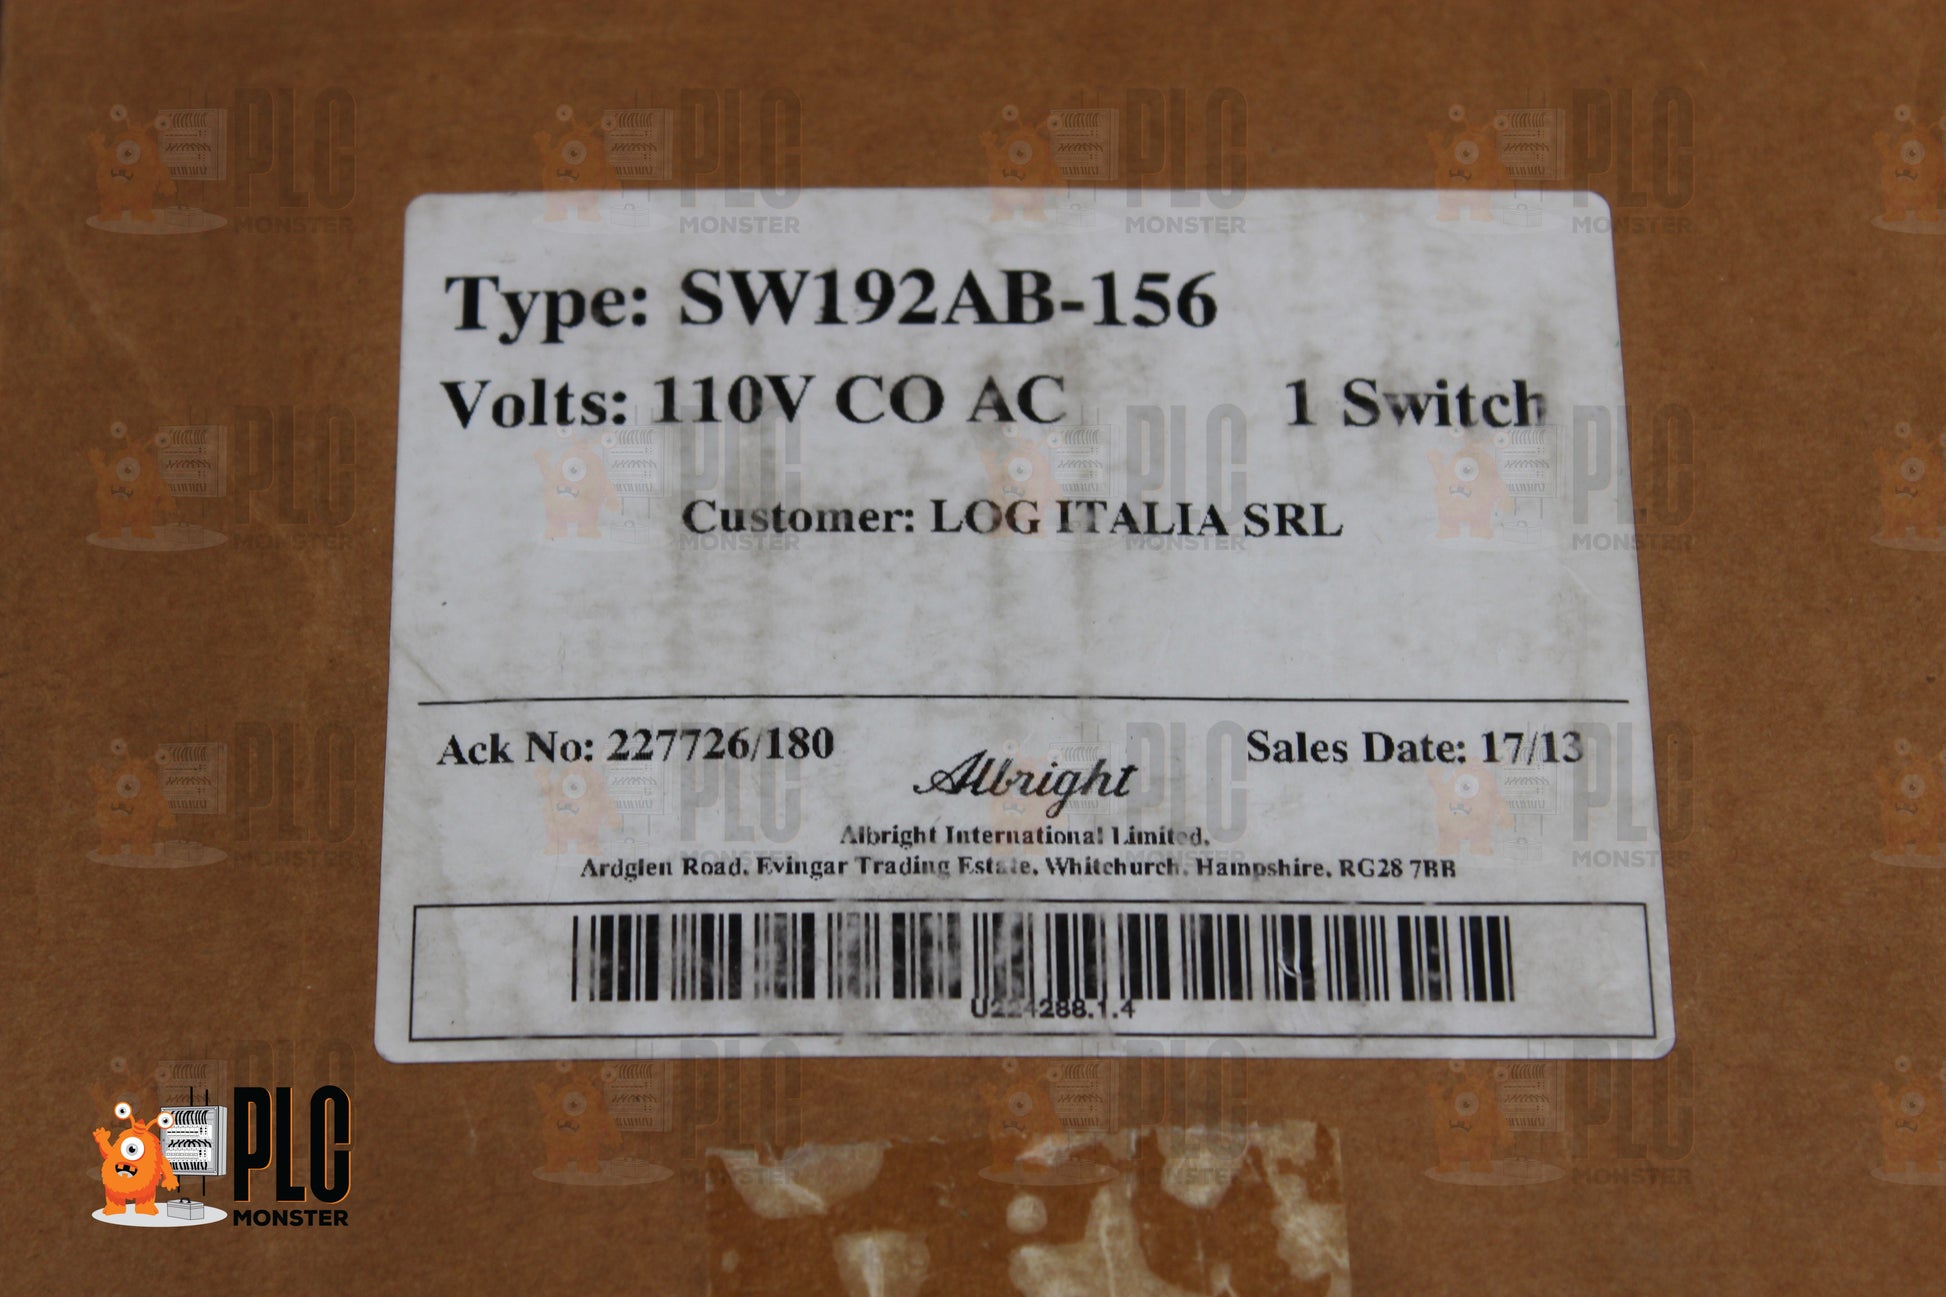 Type: SW192AB-156
Volts: 110V CO AC 1 Switch
Customer: LOG ITALIA SRL
Ack No: 227726/180 Sales Date: 17/13
Albright
Albright International Limited,
Ardglen Road, Evingar Trading Estate, Whitchurch, Hampshire, RG28 7BB
U224288.1.4
PLC
MONSTER